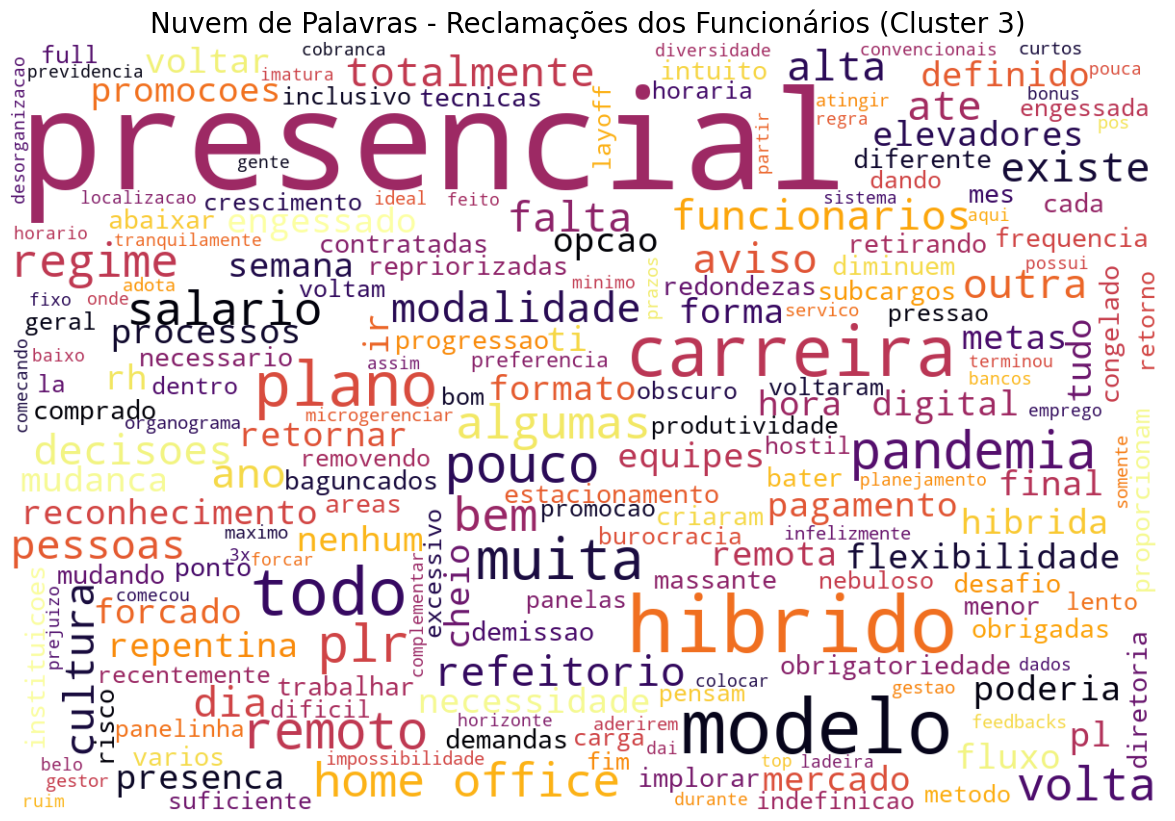 Nuvem de Palavras - Reclamações dos Funcionários (Cluster 3)
full voltar cobranca diversidade convencionais curtos
previdencia imatura totalmente intuito alta definido pouca
desorganizacao promocoes inclusivo tecnicas layoff horaria partir atingir ate bonus engessada
regra elevadores pos
presencial
gente diferente existe
localizacao crescimento ideal feito dando sistema mes cada
abaixar engessado falta funcionarios aqui
horario tranquilamente contratadas opcao retirando frequencia
regime semana repriorizadas aviso diminuem possui
adota voltam minimo prazos redondezas subcargos outra retorno
fixo onde salario modalidade forma servico pressao congelado
geral processos ir progressao ti carreira metas tudo
comecando baixo necessario assim preferencia terminou
la rh dentro plano bom formato obscuro voltaram bancos
comprado organograma microgerenciar algumas hora digital emprego
retornar produtividade
decisoes removendo pouco equipes hostil pandemia somente proporcionam
mudanca ano baguncados bater planejamento final
reconhecimento areas estacionamento promocao criaram pagamento
maximo nenhum bem burocracia infelizmente hibrida
pessoas 3x forcar excessivo muita remota flexibilidade
instituicoes mudando ponto cheio massante nebuloso desafio
prejuizo cultura comecou todo complementar panelas menor lento
forcado hibrido
repentina plr demissao obrigadas
recentemente refeitorio obrigatoriedade dados diretoria
trabalhar colocar gestao poderia
risco dia dificil necessidade pensam modelo
panelinha remoto horizonte aderirem feedbacks pl
varios demandas carga dai
belo impossibilidade fim top ladeira fluxo
gestor presenca home office implorar mercado volta
ruim suficiente durante indefinicao metodo